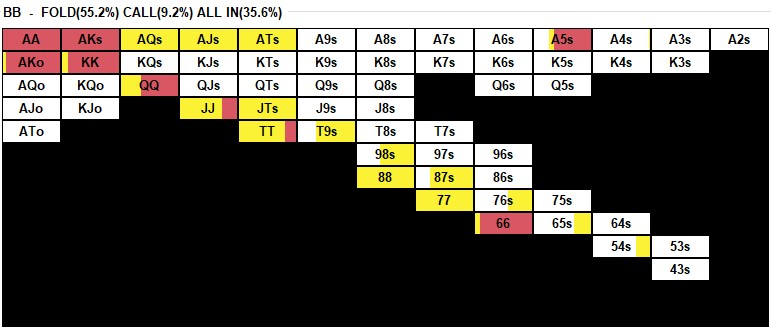 BB - FOLD(55.2%) CALL(9.2%) ALL IN(35.6%)
AA AKs AQs AJs ATs A9s A8s A7s A6s A5s A4s A3s A2s
AKo KK KQs KJs KTs K9s K8s K7s K6s K5s K4s K3s
AQo KQo QQ QJs QTs Q9s Q8s Q6s Q5s
AJo KJo JJ JTs J9s J8s
ATo TT T9s T8s T7s
98s 97s 96s
88 87s 86s
77 76s 75s
66 65s 64s
54s 53s
43s